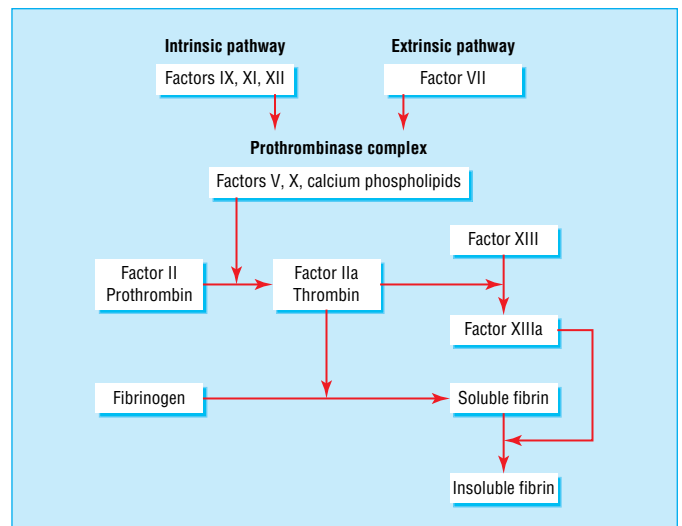 Intrinsic pathway
Extrinsic pathway
Factors IX, XI, XII
Factor VII
Prothrombinase complex
Factors V, X, calcium phospholipids
Factor XIII
Factor II
Prothrombin
Factor IIa
Thrombin
Factor XIIIa
Fibrinogen
Soluble fibrin
Insoluble fibrin